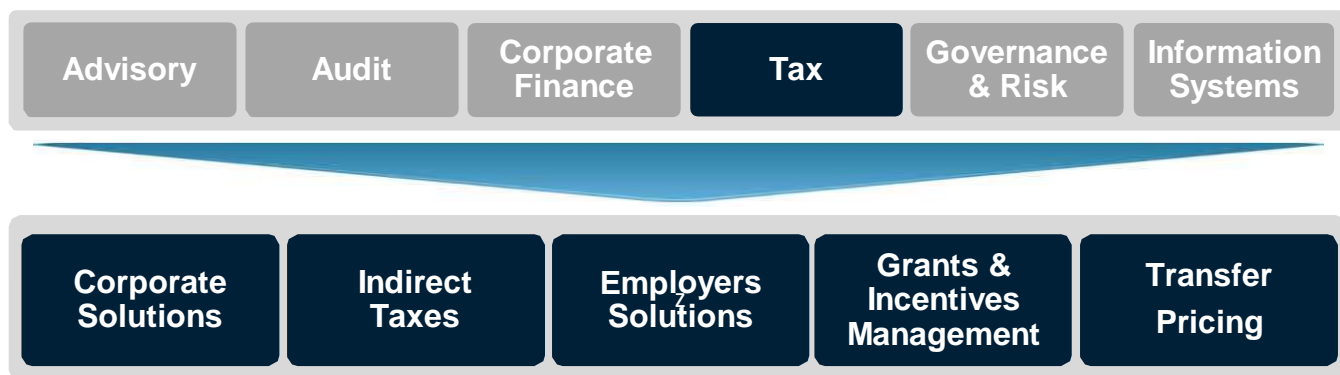 Advisory
Audit
Corporate
Finance
Tax
Governance
& Risk
Information
Systems
Corporate
Solutions
Indirect
Taxes
Employers
z
Solutions
Grants &
Incentives
Management
Transfer
Pricing